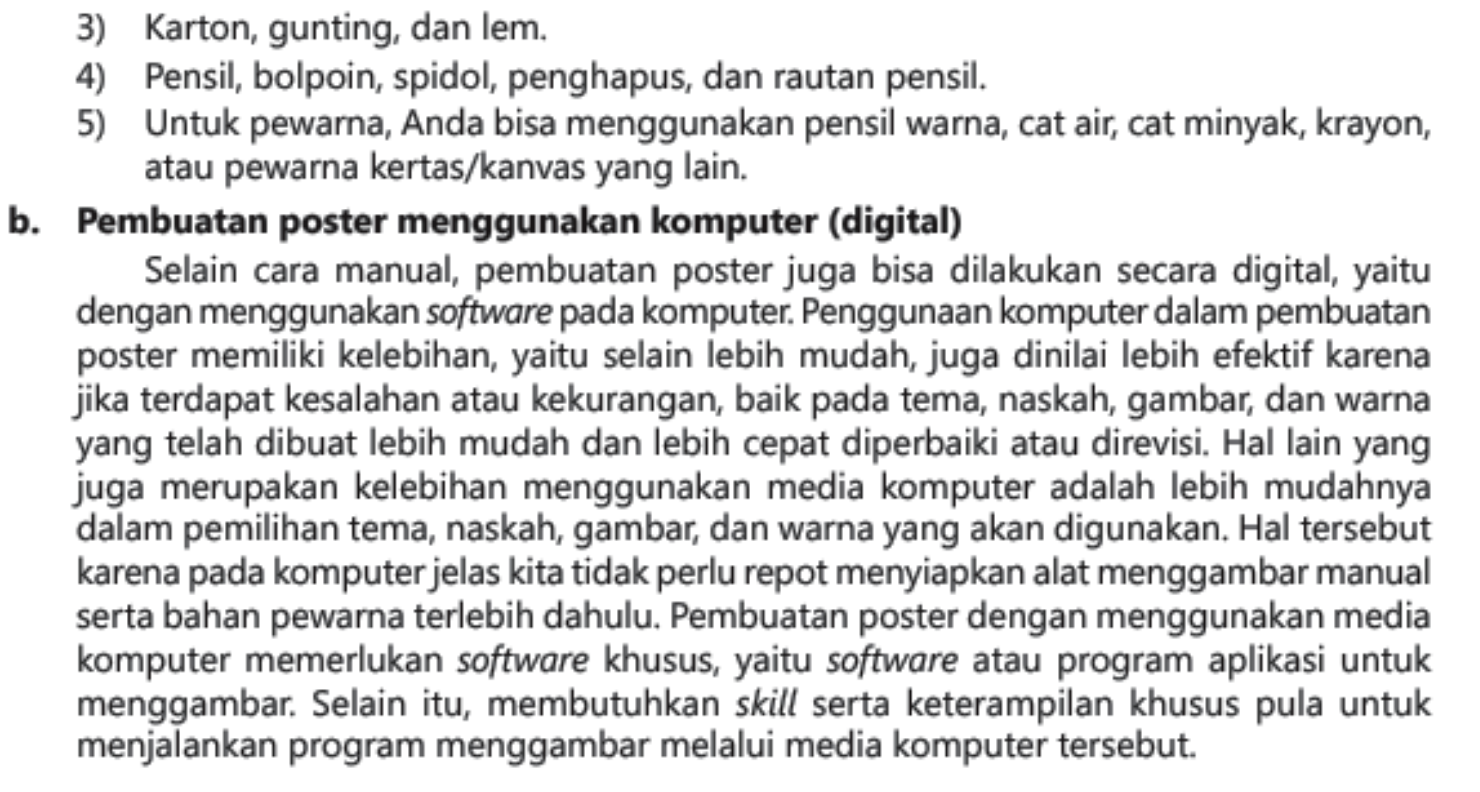 3) Karton, gunting, dan lem.
4) Pensil, bolpoin, spidol, penghapus, dan rautan pensil.
5) Untuk pewarna, Anda bisa menggunakan pensil warna, cat air, cat minyak, krayon,
atau pewarna kertas/kanvas yang lain.
b. Pembuatan poster menggunakan komputer (digital)
Selain cara manual, pembuatan poster juga bisa dilakukan secara digital, yaitu
dengan menggunakan software pada komputer. Penggunaan komputer dalam pembuatan
poster memiliki kelebihan, yaitu selain lebih mudah, juga dinilai lebih efektif karena
jika terdapat kesalahan atau kekurangan, baik pada tema, naskah, gambar, dan warna
yang telah dibuat lebih mudah dan lebih cepat diperbaiki atau direvisi. Hal lain yang
juga merupakan kelebihan menggunakan media komputer adalah lebih mudahnya
dalam pemilihan tema, naskah, gambar, dan warna yang akan digunakan. Hal tersebut
karena pada komputer jelas kita tidak perlu repot menyiapkan alat menggambar manual
serta bahan pewarna terlebih dahulu. Pembuatan poster dengan menggunakan media
komputer memerlukan software khusus, yaitu software atau program aplikasi untuk
menggambar. Selain itu, membutuhkan skill serta keterampilan khusus pula untuk
menjalankan program menggambar melalui media komputer tersebut.